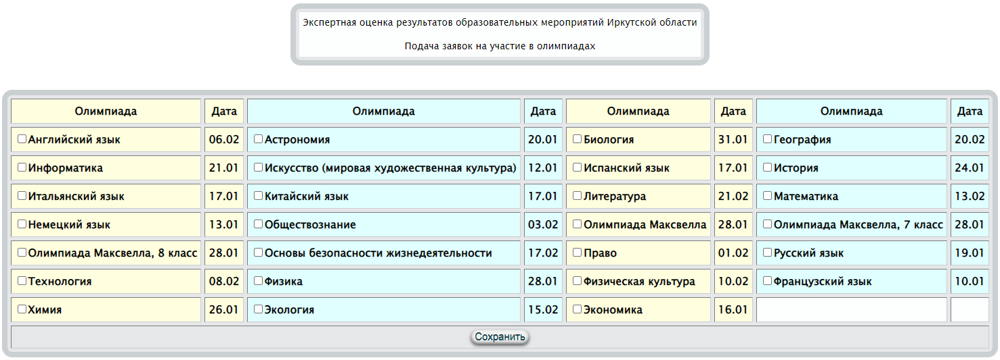 Экспертная оценка результатов образовательных мероприятий Иркутской области
Подача заявок на участие в олимпиадах
Олимпиада Дата Олимпиада Дата Олимпиада Дата Олимпиада Дата
Английский язык 06.02 Астрономия 20.01 Биология 31.01 География 20.02
Информатика 21.01 Искусство (мировая художественная культура) 12.01 Испанский язык 17.01 История 24.01
Итальянский язык 17.01 Китайский язык 17.01 Литература 21.02 Математика 13.02
Немецкий язык 13.01 Обществознание 03.02 Олимпиада Максвелла 28.01 Олимпиада Максвелла, 7 класс 28.01
Олимпиада Максвелла, 8 класс 28.01 Основы безопасности жизнедеятельности 17.02 Право 01.02 Русский язык 19.01
Технология 08.02 Физика 28.01 Физическая культура 10.02 Французский язык 10.01
Химия 26.01 Экология 15.02 Экономика 16.01
Сохранить